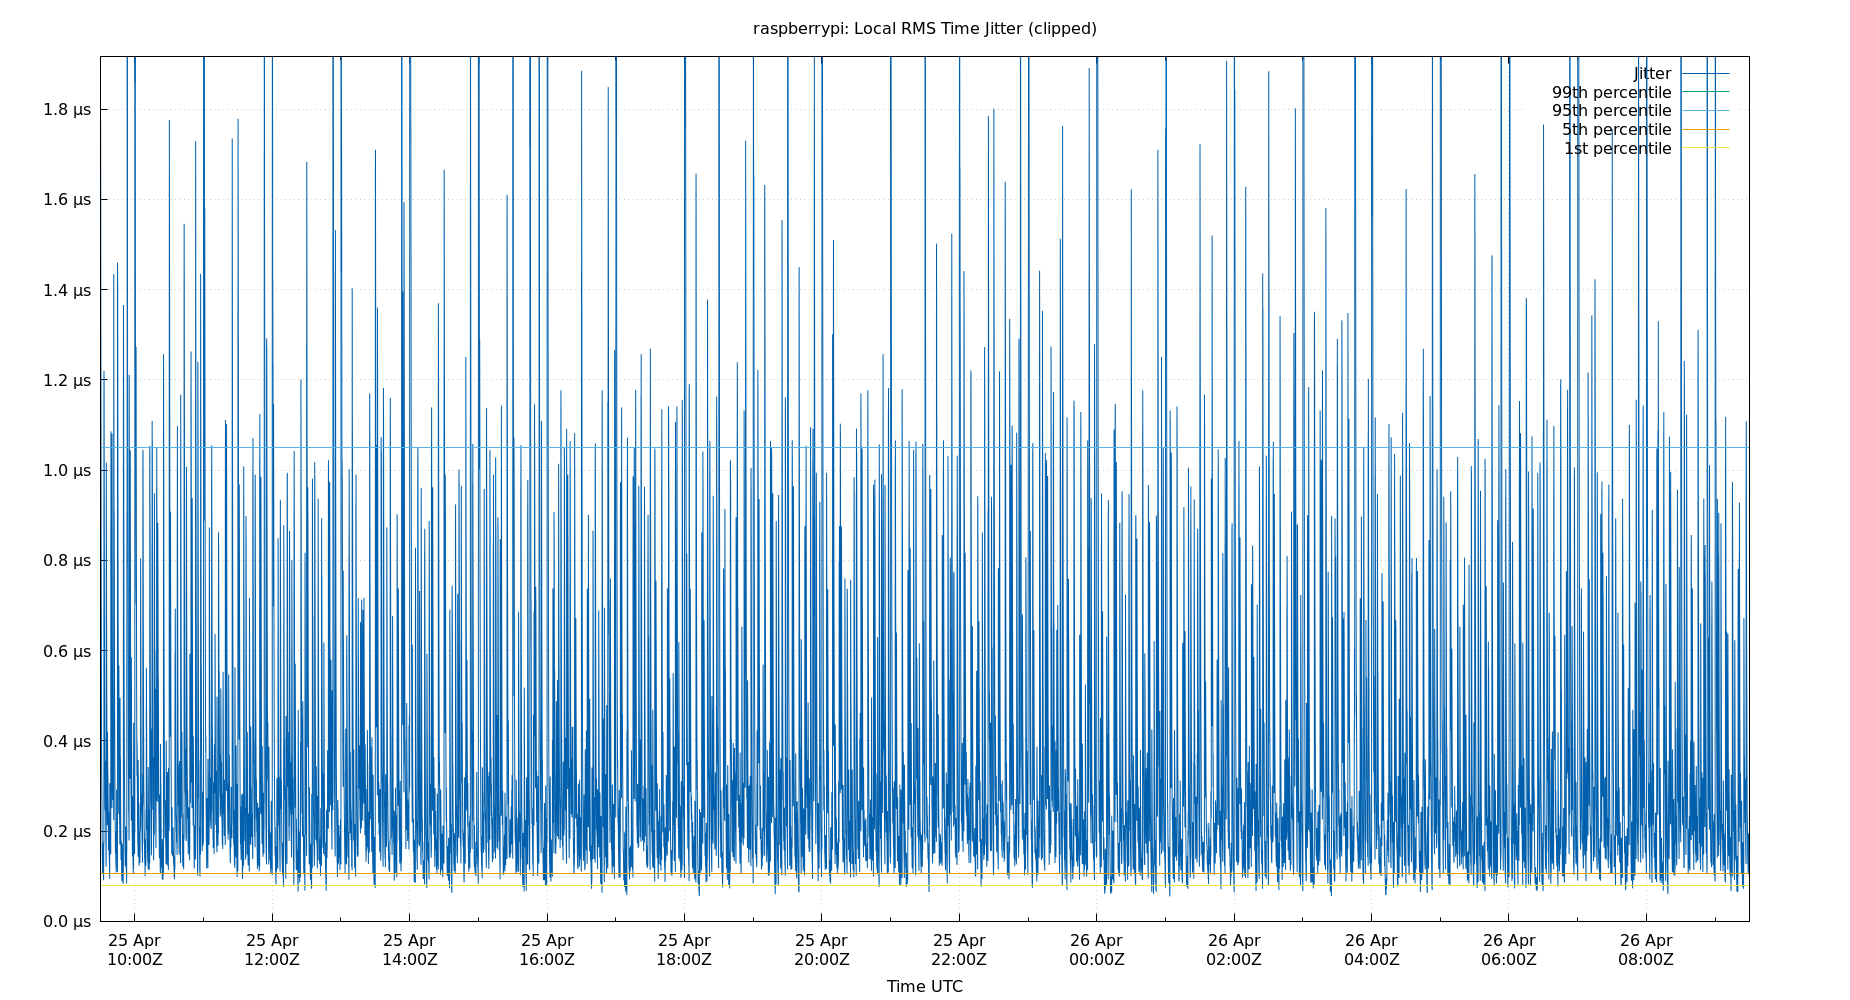 raspberrypi: Local RMS Time Jitter (clipped)
Jitter
99th percentile
95th percentile
5th percentile
1st percentile
1.8 µs
1.6 µs
1.4 µs
1.2 µs
1.0 µs
0.8 µs
0.6 µs
0.4 µs
0.2 µs
0.0 µs
25 Apr 25 Apr 25 Apr 25 Apr 25 Apr 25 Apr 25 Apr 26 Apr 26 Apr 26 Apr 26 Apr 26 Apr
10:00Z 12:00Z 14:00Z 16:00Z 18:00Z 20:00Z 22:00Z 00:00Z 02:00Z 04:00Z 06:00Z 08:00Z
Time UTC